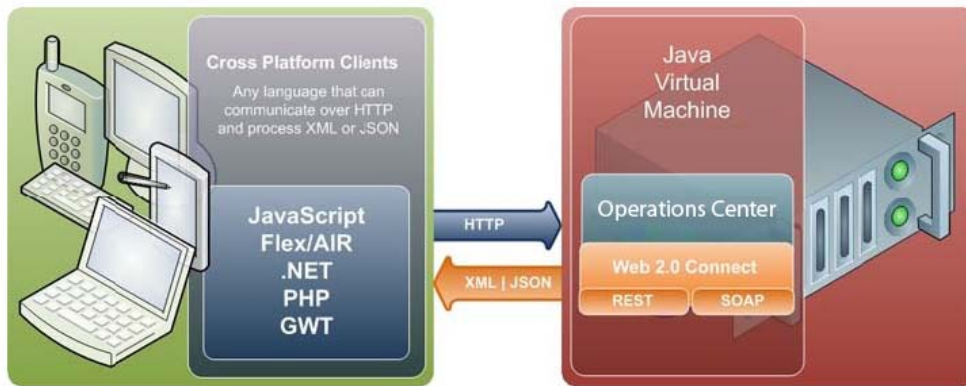 Cross Platform Clients
Any language that can
communicate over HTTP
and process XML or JSON
JavaScript
Flex/AIR
.NET
PHP
GWT
HTTP
XML | JSON
Java
Virtual
Machine
Operations Center
Web 2.0 Connect
REST
SOAP